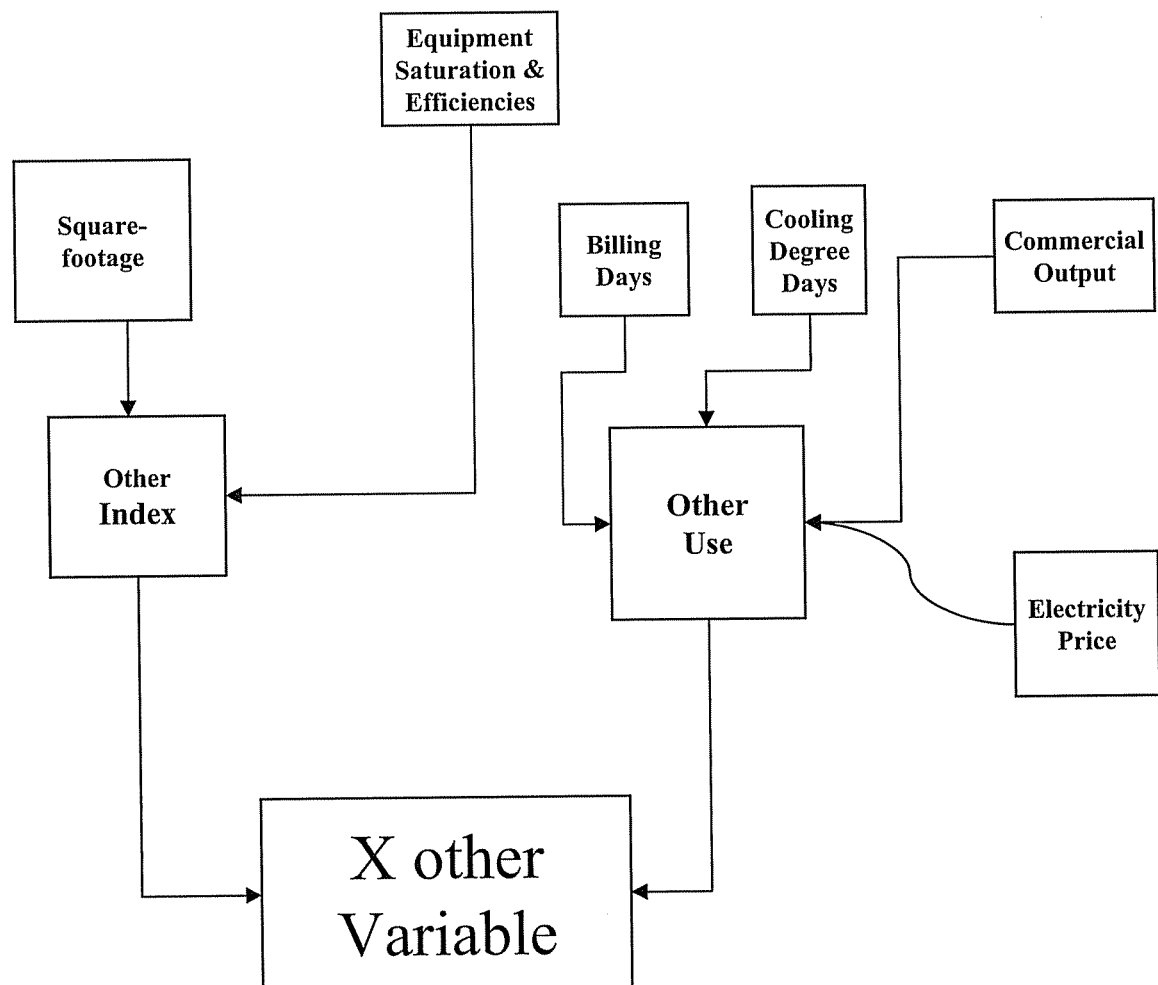 Equipment
Saturation &
Efficiencies
Square-
footage
Billing
Days
Cooling
Degree
Days
Commercial
Output
Other
Index
Other
Use
Electricity
Price
X other
Variable